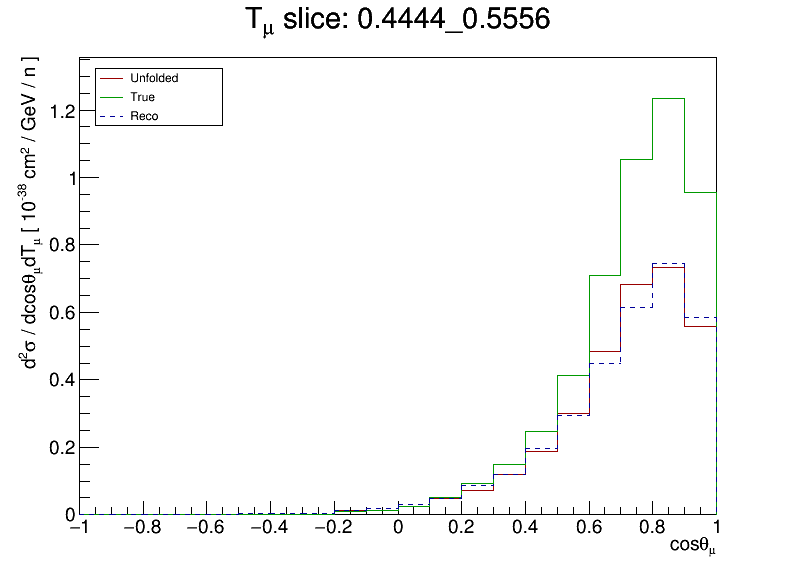 Tμ slice: 0.4444_0.5556
d²σ / dcosθμdTμ [ 10⁻³⁸ cm² / GeV / n ]
Unfolded
True
Reco
1.2
1
0.8
0.6
0.4
0.2
0
−1 −0.8 −0.6 −0.4 −0.2 0 0.2 0.4 0.6 0.8 1
cosθμ